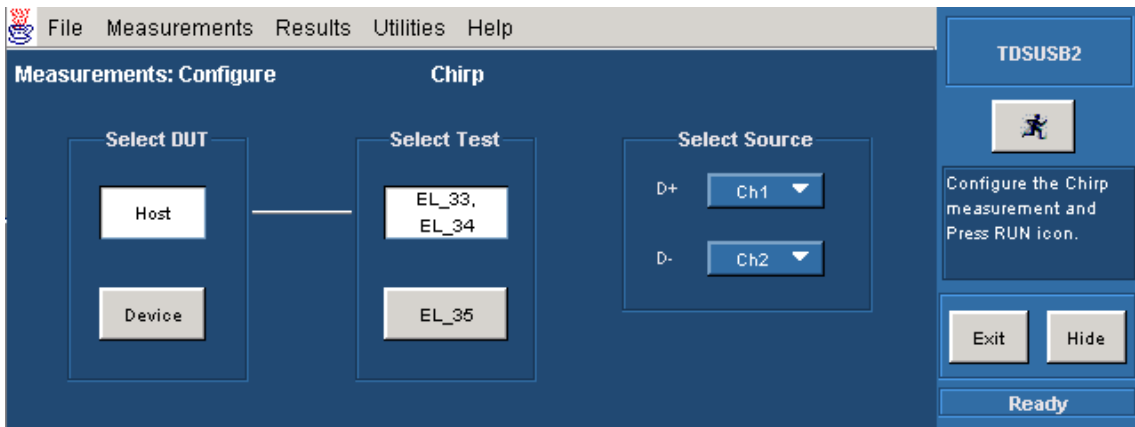 File Measurements Results Utilities Help
TDSUSB2
Measurements: Configure Chirp
Select DUT
Host
Device
Select Test
EL_33,
EL_34
EL_35
Select Source
D+ Ch1
D- Ch2
Configure the Chirp
measurement and
Press RUN icon.
Exit Hide
Ready